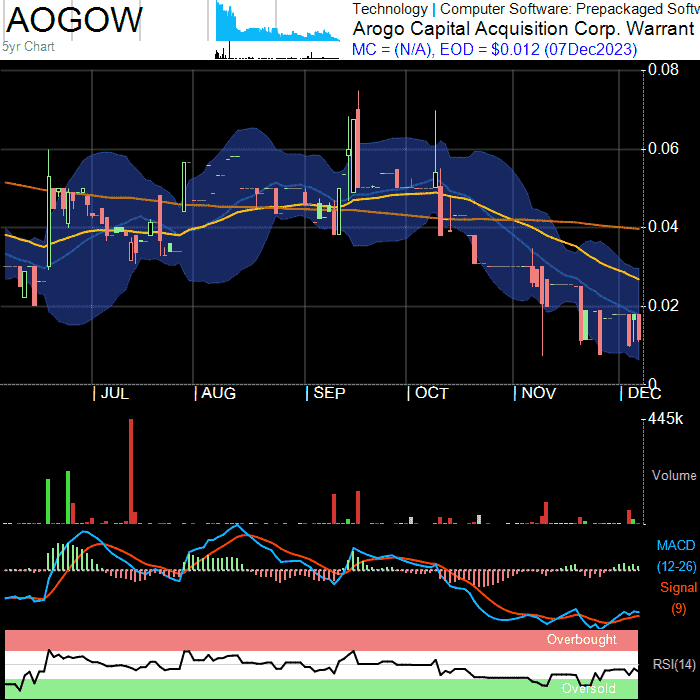 AOGOW
5yr Chart
Technology | Computer Software: Prepackaged Softw
Arogo Capital Acquisition Corp. Warrant
MC = (N/A), EOD = $0.012 (07Dec2023)
0.08
0.06
0.04
0.02
0
JUL AUG SEP OCT NOV DEC
445k
Volume
MACD
(12-26)
Signal
(9)
Overbought
RSI(14)
Oversold